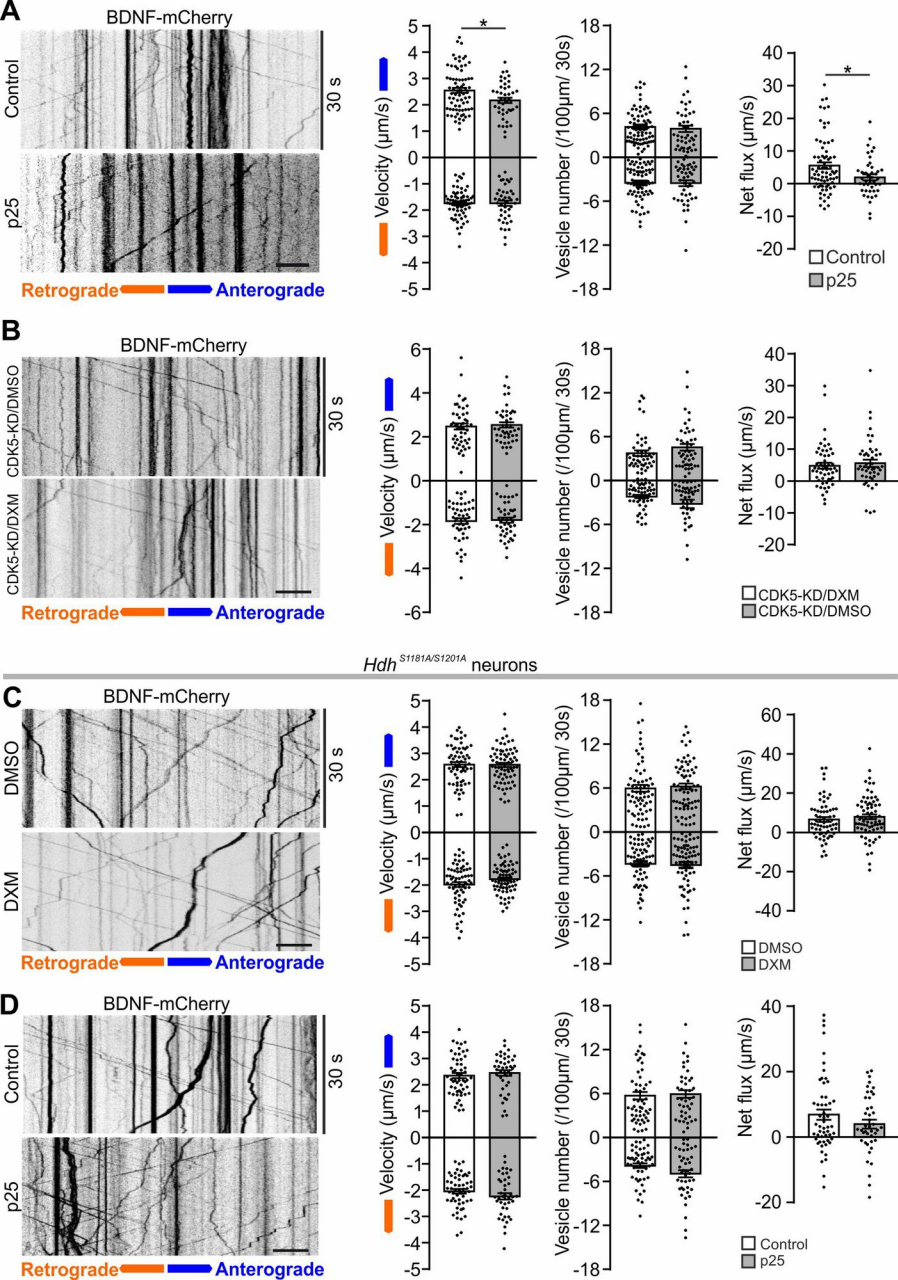 A
BDNF-mCherry
Control
p25
30 s
Retrograde Anterograde
Velocity (μm/s)
5
4
3
2
1
0
-1
-2
-3
-4
-5
*
Vesicle number (/100μm/ 30s)
18
12
6
0
-6
-12
-18
Net flux (μm/s)
40
30
20
10
0
-10
-20
*
Control
p25
B
BDNF-mCherry
CDK5-KD/DMSO
CDK5-KD/DXM
30 s
Retrograde Anterograde
Velocity (μm/s)
6
4
2
0
-2
-4
-6
Vesicle number (/100μm/ 30s)
18
12
6
0
-6
-12
-18
Net flux (μm/s)
40
30
20
10
0
-10
-20
CDK5-KD/DXM
CDK5-KD/DMSO
Hdh S1181A/S1201A neurons
C
BDNF-mCherry
DMSO
DXM
30 s
Retrograde Anterograde
Velocity (μm/s)
5
4
3
2
1
0
-1
-2
-3
-4
-5
Vesicle number (/100μm/ 30s)
18
12
6
0
-6
-12
-18
Net flux (μm/s)
60
40
20
0
-20
-40
DMSO
DXM
D
BDNF-mCherry
Control
p25
30 s
Retrograde Anterograde
Velocity (μm/s)
5
4
3
2
1
0
-1
-2
-3
-4
-5
Vesicle number (/100μm/ 30s)
18
12
6
0
-6
-12
-18
Net flux (μm/s)
40
20
0
-20
Control
p25